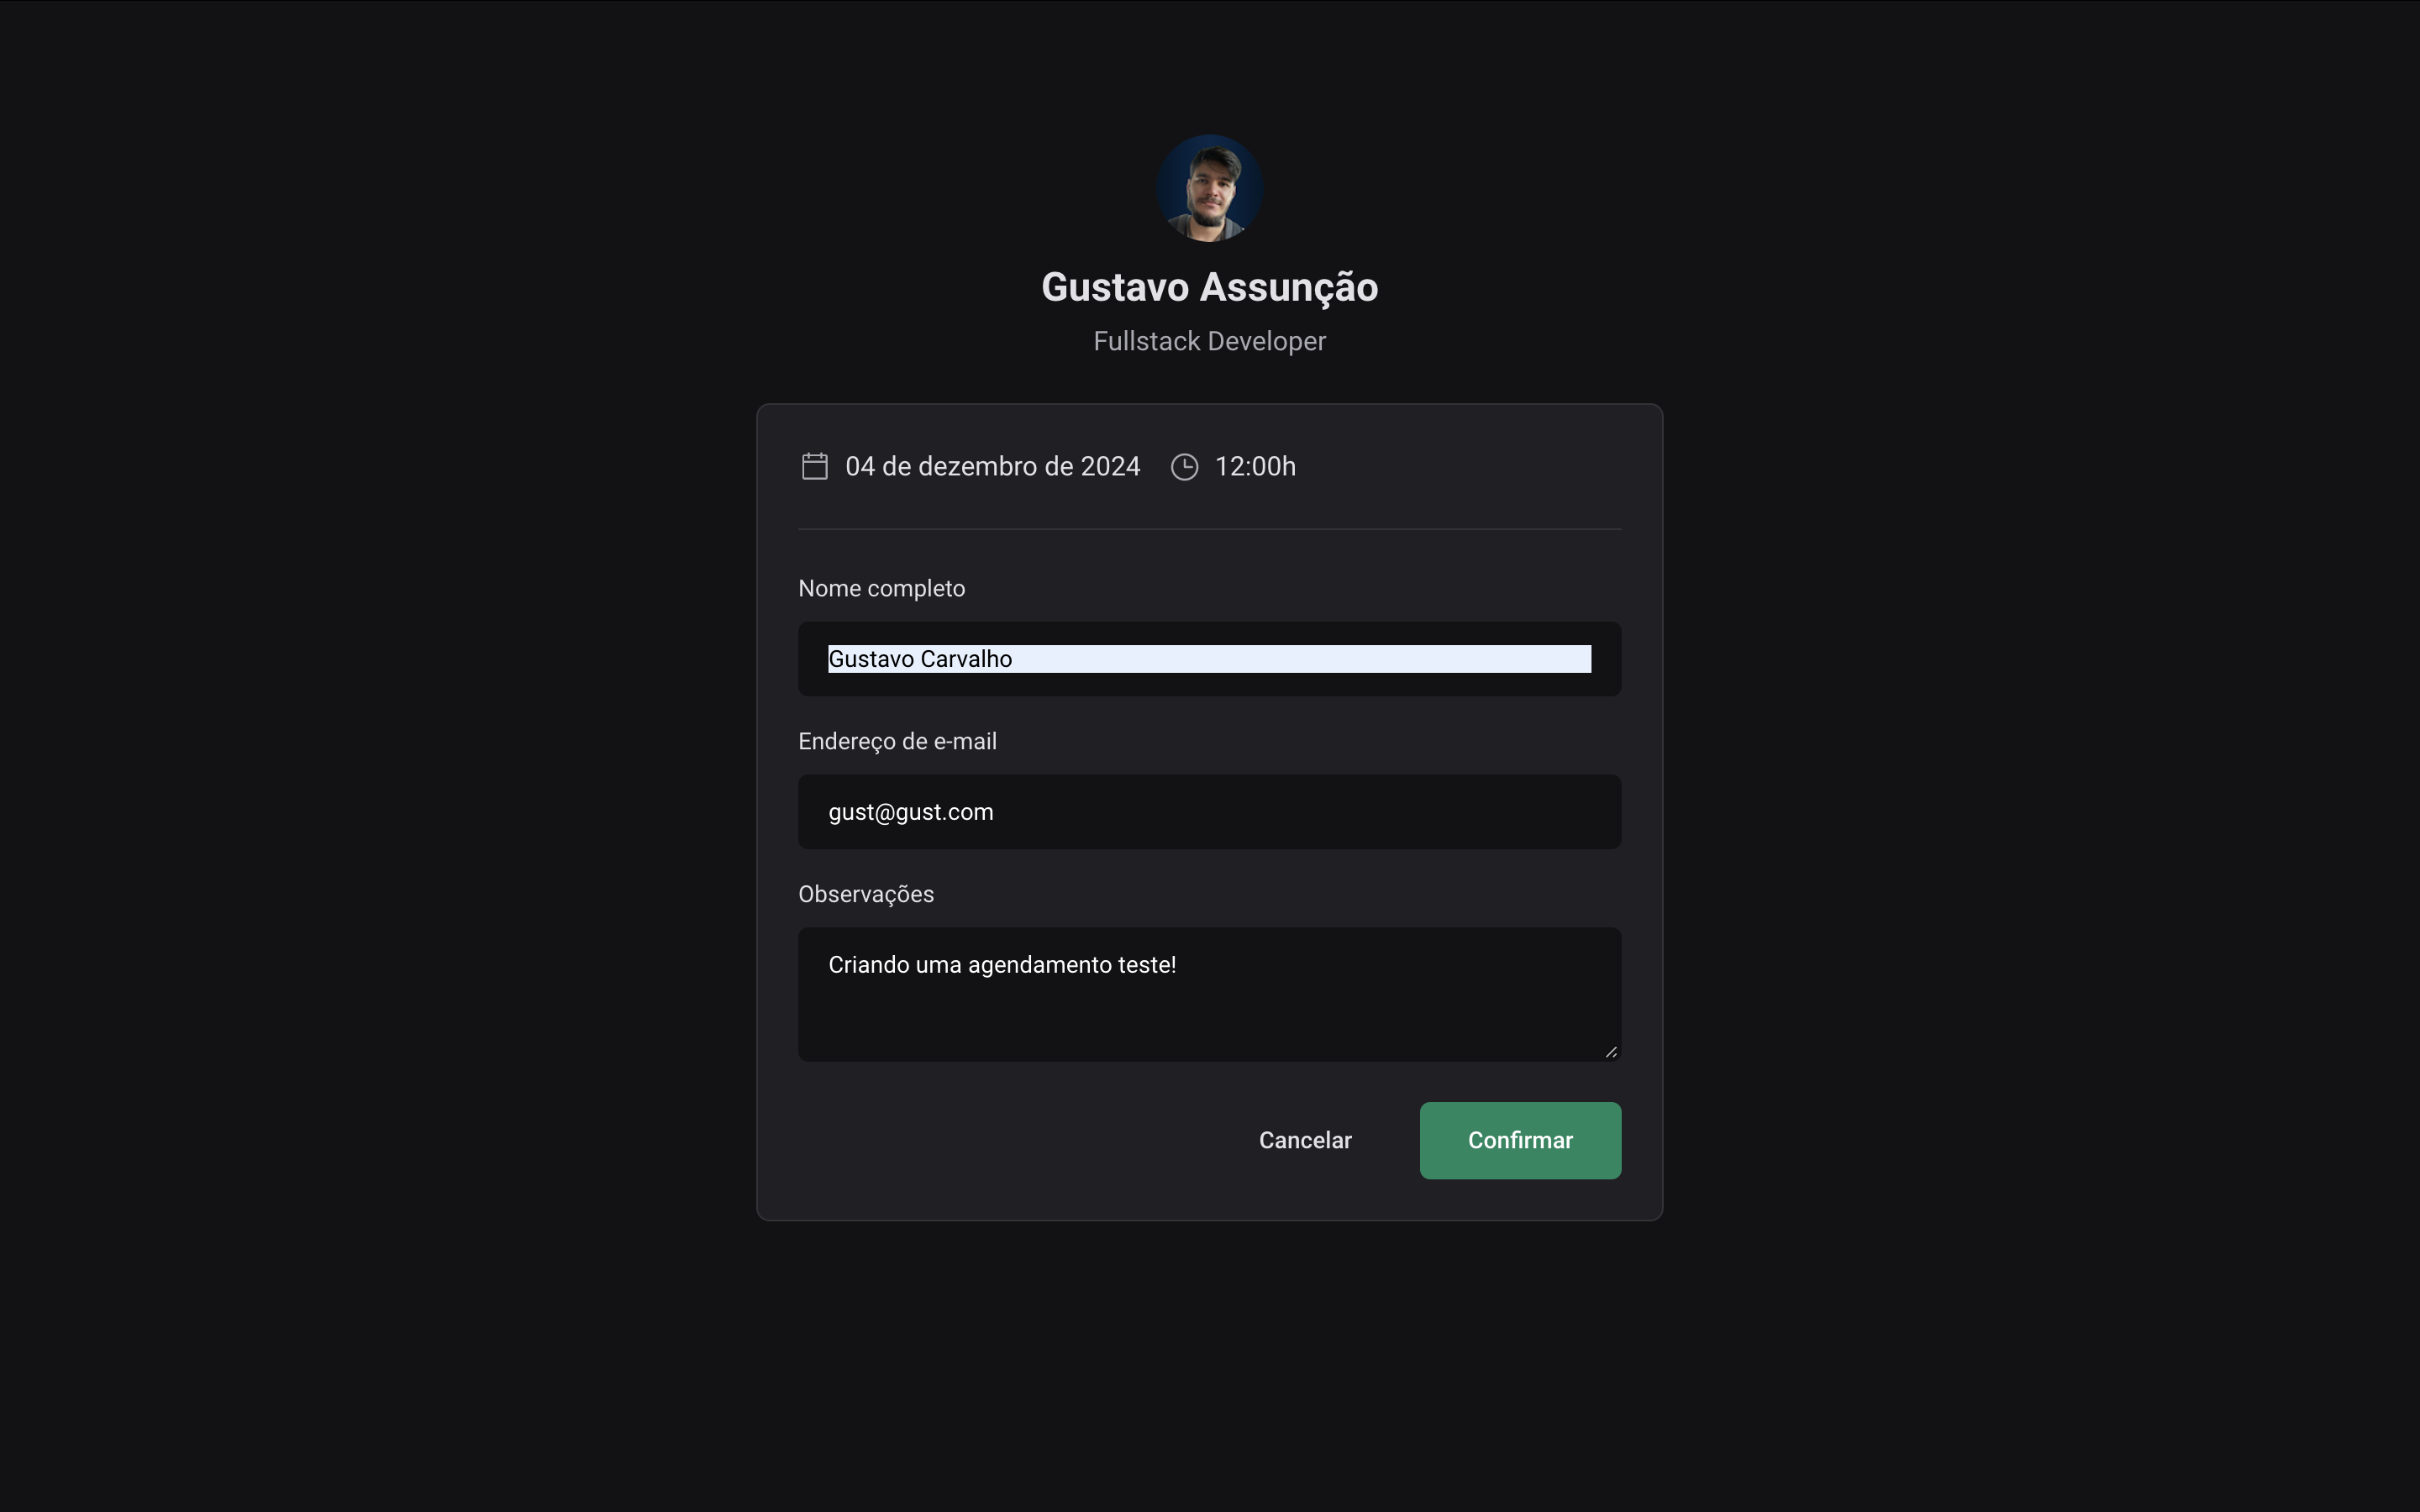 Gustavo Assunção
Fullstack Developer
04 de dezembro de 2024 12:00h
Nome completo
Gustavo Carvalho
Endereço de e-mail
gust@gust.com
Observações
Criando uma agendamento teste!
Cancelar Confirmar